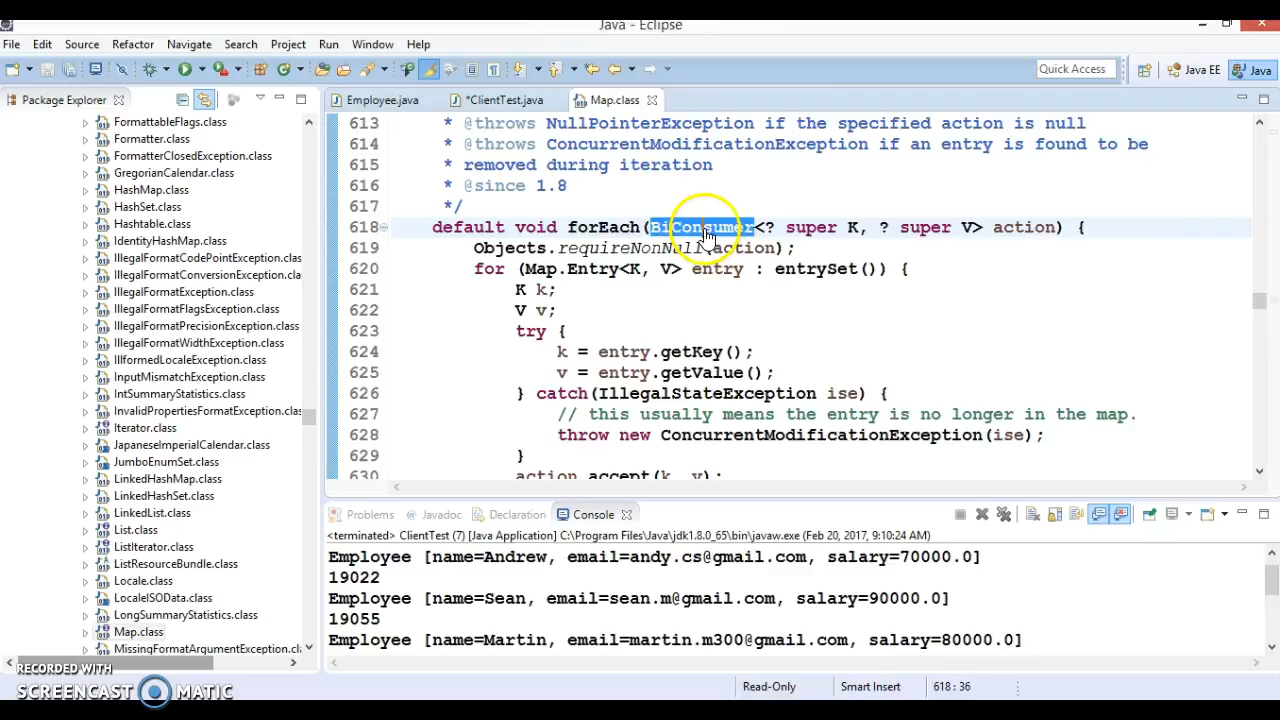 Java - Eclipse
File Edit Source Refactor Navigate Search Project Run Window Help
Quick Access Java EE Java
Package Explorer
Employee.java *ClientTest.java Map.class
FormattableFlags.class
Formatter.class
FormatterClosedException.class
GregorianCalendar.class
HashMap.class
HashSet.class
Hashtable.class
IdentityHashMap.class
IllegalFormatCodePointException.class
IllegalFormatConversionException.class
IllegalFormatException.class
IllegalFormatFlagsException.class
IllegalFormatPrecisionException.class
IllegalFormatWidthException.class
IllformedLocaleException.class
InputMismatchException.class
IntSummaryStatistics.class
InvalidPropertiesFormatException.class
Iterator.class
JapaneseImperialCalendar.class
JumboEnumSet.class
LinkedHashMap.class
LinkedHashSet.class
LinkedList.class
List.class
ListIterator.class
ListResourceBundle.class
Locale.class
LocaleISOData.class
LongSummaryStatistics.class
Map.class
MissingFormatArgumentException.cl
613 * @throws NullPointerException if the specified action is null
614 * @throws ConcurrentModificationException if an entry is found to be
615 * removed during iteration
616 * @since 1.8
617 */
618 default void forEach(BiConsumer<? super K, ? super V> action) {
619 Objects.requireNonNull(action);
620 for (Map.Entry<K, V> entry : entrySet()) {
621 K k;
622 V v;
623 try {
624 k = entry.getKey();
625 v = entry.getValue();
626 } catch(IllegalStateException ise) {
627 // this usually means the entry is no longer in the map.
628 throw new ConcurrentModificationException(ise);
629 }
630 action.accept(k, v);
Problems Javadoc Declaration Console
<terminated> ClientTest (7) [Java Application] C:\Program Files\Java\jdk1.8.0_65\bin\javaw.exe (Feb 20, 2017, 9:10:24 AM)
Employee [name=Andrew, email=andy.cs@gmail.com, salary=70000.0]
19022
Employee [name=Sean, email=sean.m@gmail.com, salary=90000.0]
19055
Employee [name=Martin, email=martin.m300@gmail.com, salary=80000.0]
Read-Only Smart Insert 618 : 36
RECORDED WITH
SCREENCAST MATIC